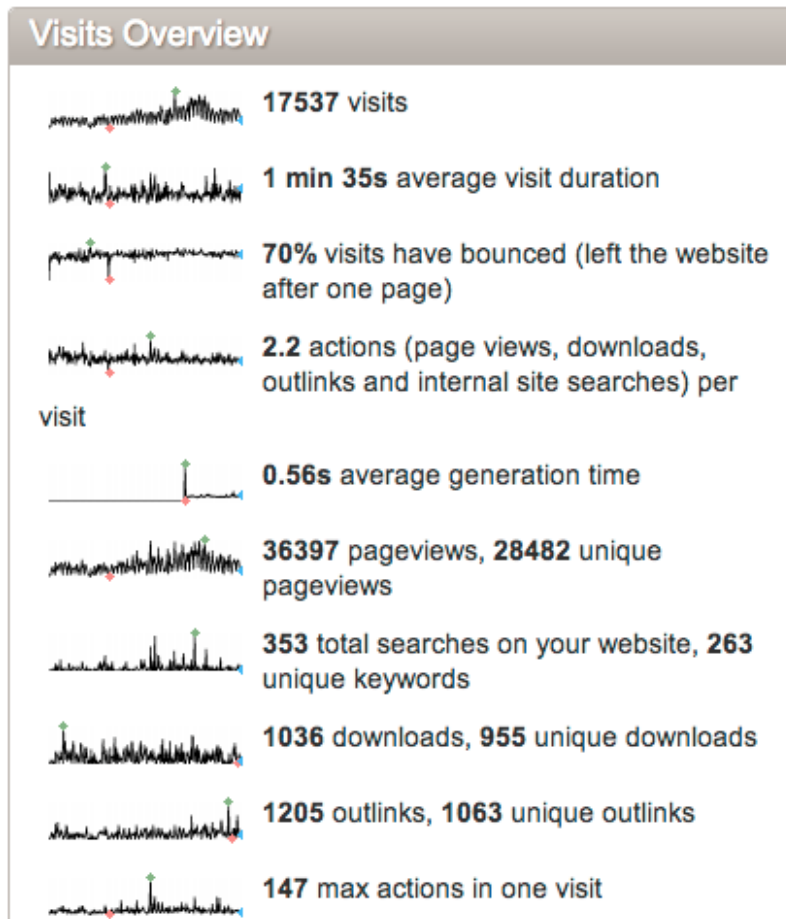 Visits Overview
17537 visits
1 min 35s average visit duration
70% visits have bounced (left the website
after one page)
2.2 actions (page views, downloads,
outlinks and internal site searches) per
visit
0.56s average generation time
36397 pageviews, 28482 unique
pageviews
353 total searches on your website, 263
unique keywords
1036 downloads, 955 unique downloads
1205 outlinks, 1063 unique outlinks
147 max actions in one visit